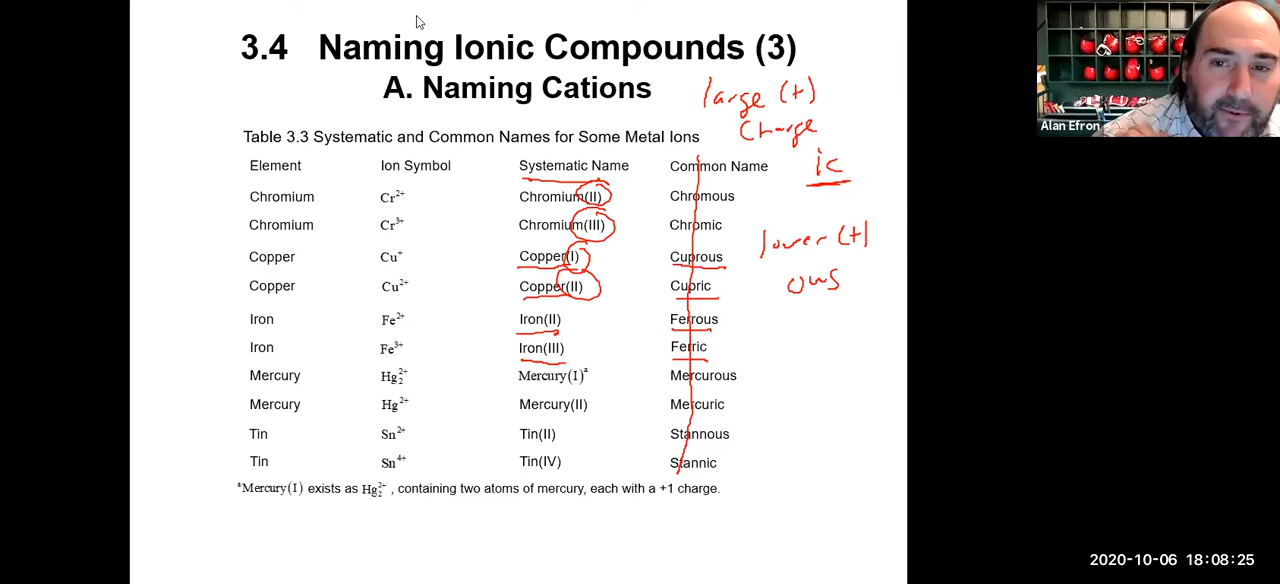 3.4 Naming Ionic Compounds (3)
A. Naming Cations
large (+)
Charge
ic
lower (+)
ous
Table 3.3 Systematic and Common Names for Some Metal Ions
Element Ion Symbol Systematic Name Common Name
Chromium Cr²⁺ Chromium(II) Chromous
Chromium Cr³⁺ Chromium(III) Chromic
Copper Cu⁺ Copper(I) Cuprous
Copper Cu²⁺ Copper(II) Cupric
Iron Fe²⁺ Iron(II) Ferrous
Iron Fe³⁺ Iron(III) Ferric
Mercury Hg₂²⁺ Mercury(I)ᵃ Mercurous
Mercury Hg²⁺ Mercury(II) Mercuric
Tin Sn²⁺ Tin(II) Stannous
Tin Sn⁴⁺ Tin(IV) Stannic
ᵃMercury(I) exists as Hg₂²⁺, containing two atoms of mercury, each with a +1 charge.
Alan Efron
2020-10-06 18:08:25